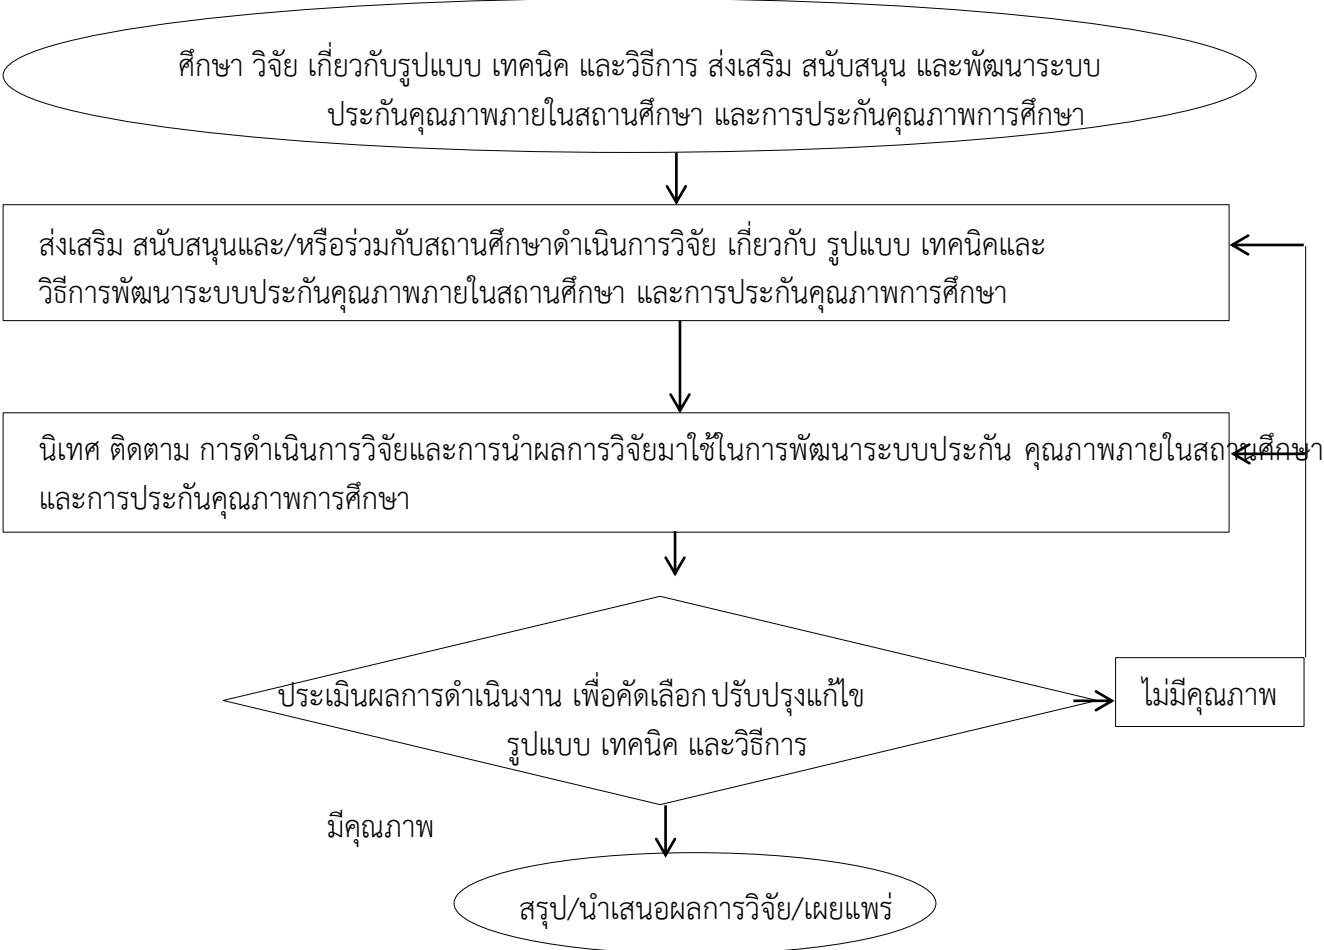 ศึกษา วิจัย เกี่ยวกับรูปแบบ เทคนิค และวิธีการ ส่งเสริม สนับสนุน และพัฒนาระบบ
ประกันคุณภาพภายในสถานศึกษา และการประกันคุณภาพการศึกษา
ส่งเสริม สนับสนุนและ/หรือร่วมกับสถานศึกษาดำเนินการวิจัย เกี่ยวกับ รูปแบบ เทคนิคและ
วิธีการพัฒนาระบบประกันคุณภาพภายในสถานศึกษา และการประกันคุณภาพการศึกษา
นิเทศ ติดตาม การดำเนินการวิจัยและการนำผลการวิจัยมาใช้ในการพัฒนาระบบประกัน คุณภาพภายในสถานศึกษา
และการประกันคุณภาพการศึกษา
ประเมินผลการดำเนินงาน เพื่อคัดเลือก ปรับปรุงแก้ไข
รูปแบบ เทคนิค และวิธีการ
ไม่มีคุณภาพ
มีคุณภาพ
สรุป/นำเสนอผลการวิจัย/เผยแพร่